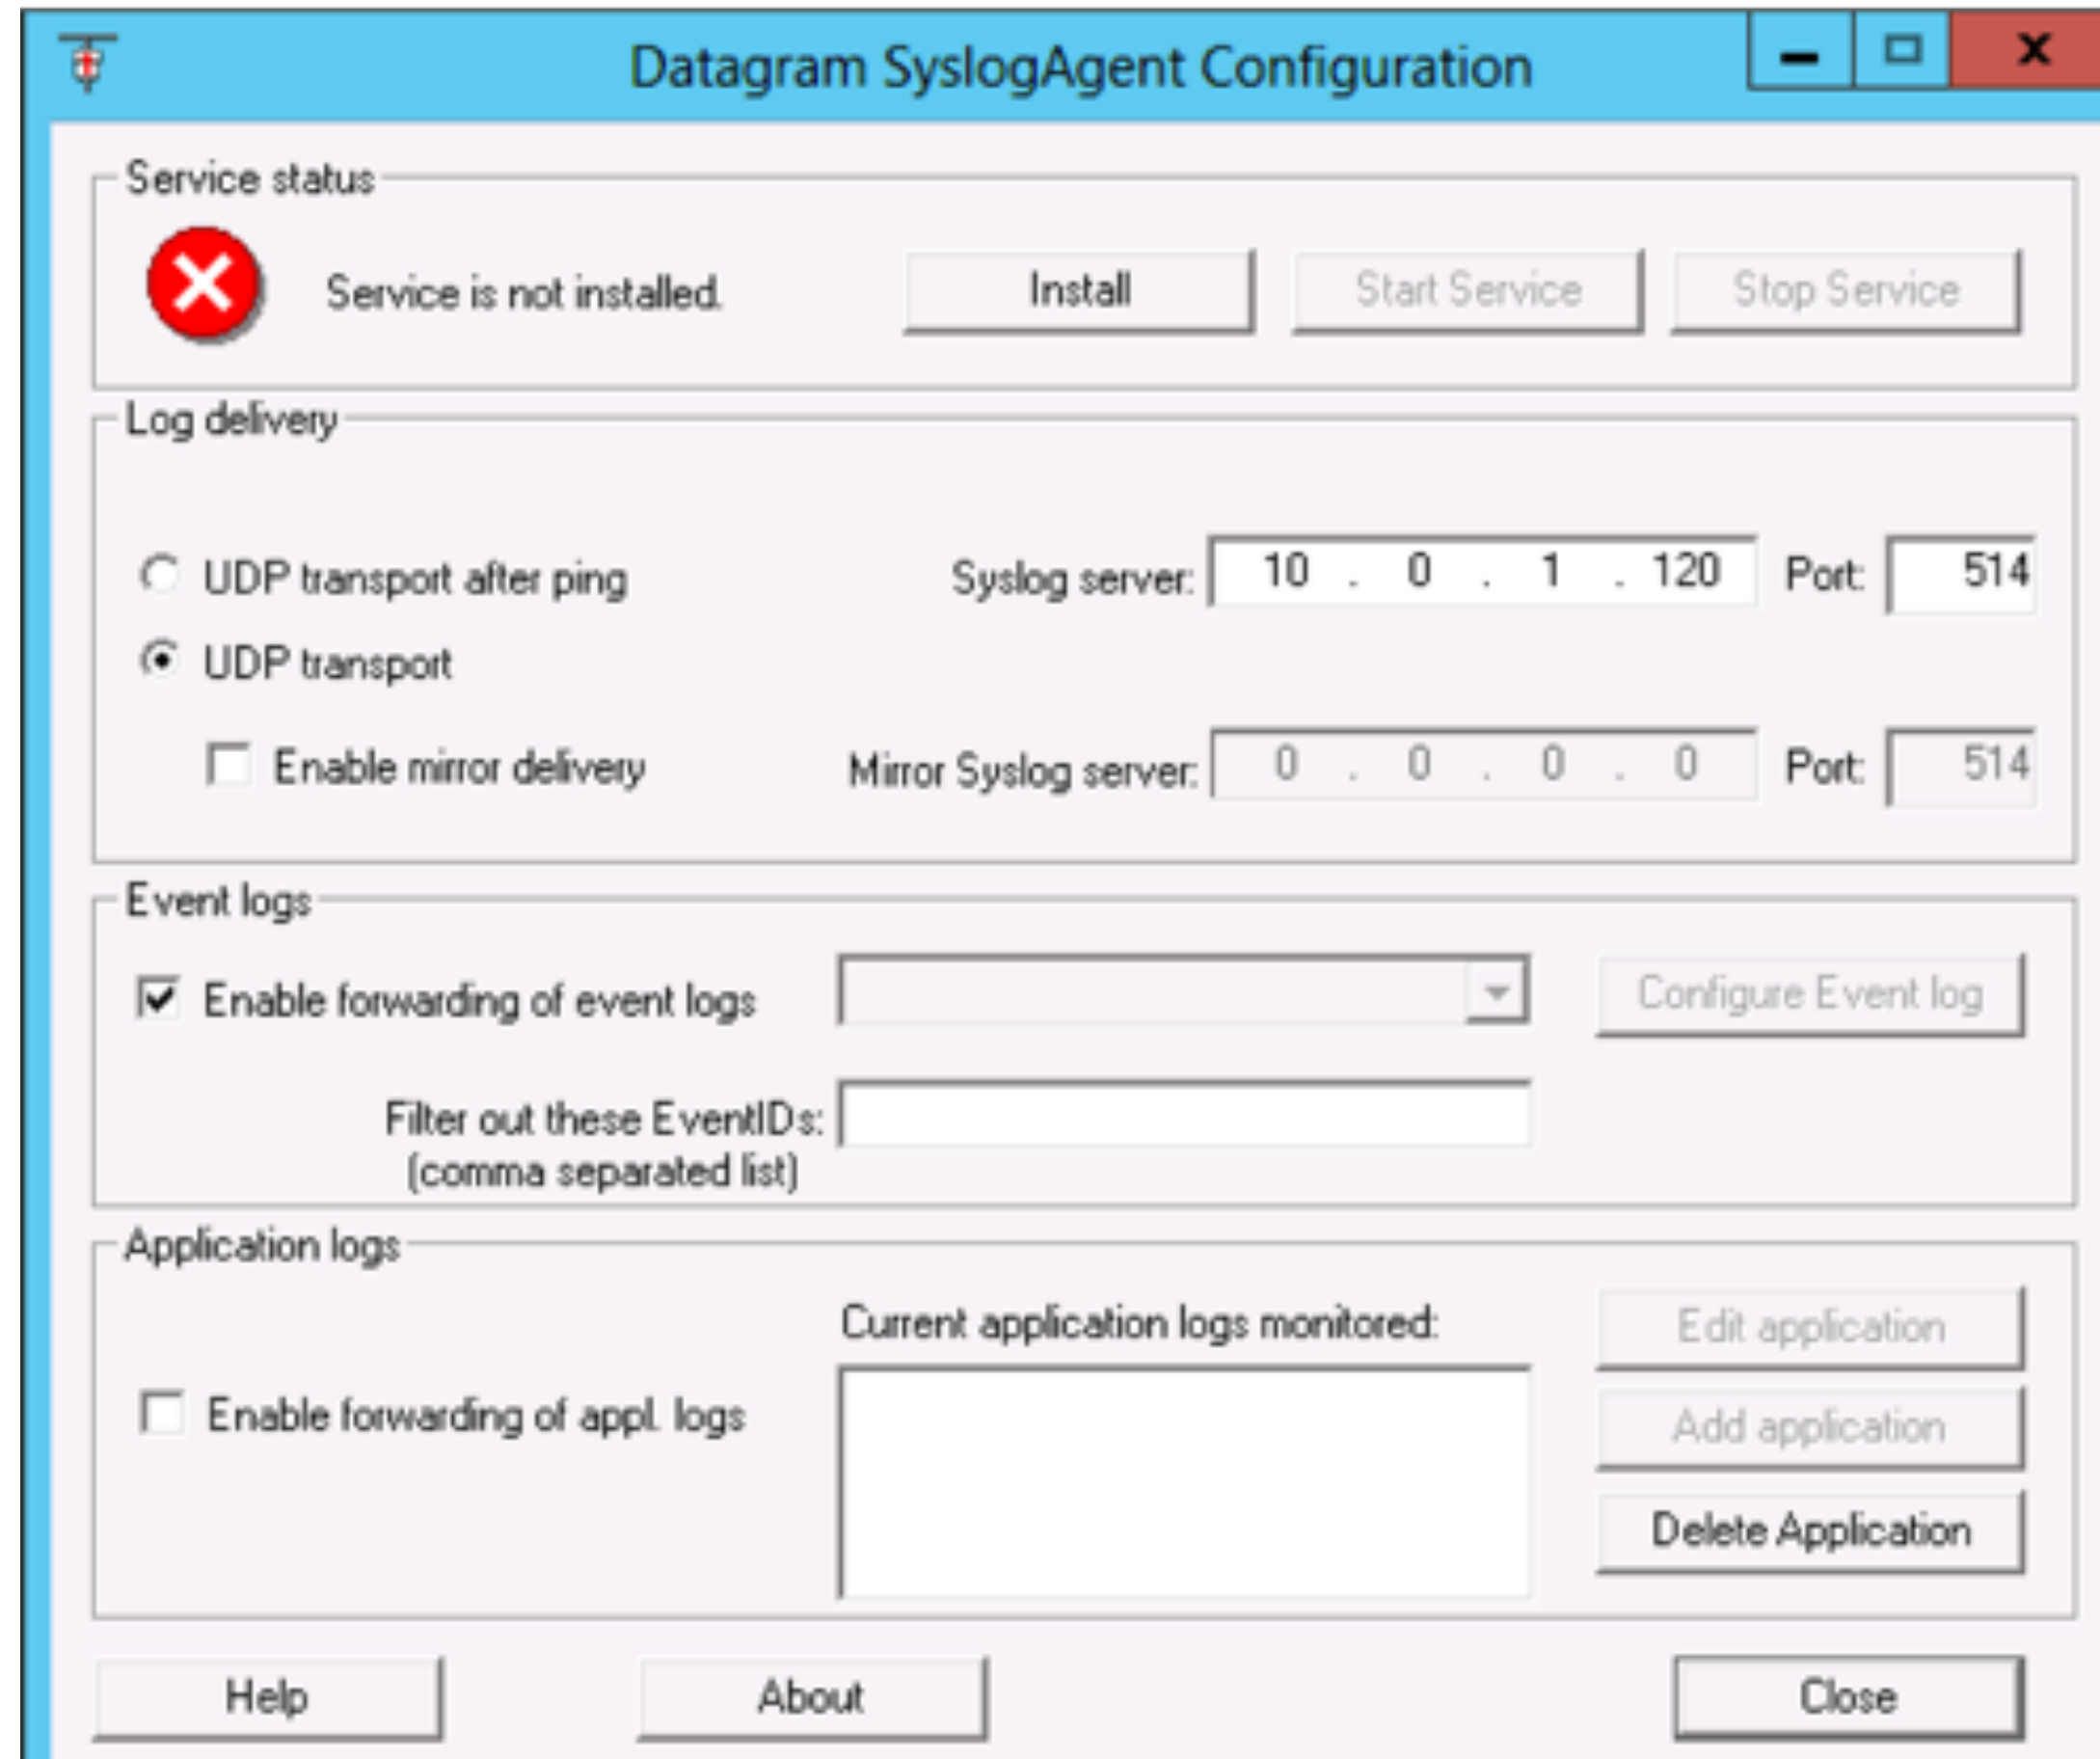 Datagram SyslogAgent Configuration
Service status
Service is not installed. Install Start Service Stop Service
Log delivery
UDP transport after ping Syslog server: 10 . 0 . 1 . 120 Port: 514
UDP transport
Enable mirror delivery Mirror Syslog server: 0 . 0 . 0 . 0 Port: 514
Event logs
Enable forwarding of event logs Configure Event log
Filter out these EventIDs:
(comma separated list)
Application logs
Current application logs monitored: Edit application
Enable forwarding of appl. logs Add application
Delete Application
Help About Close